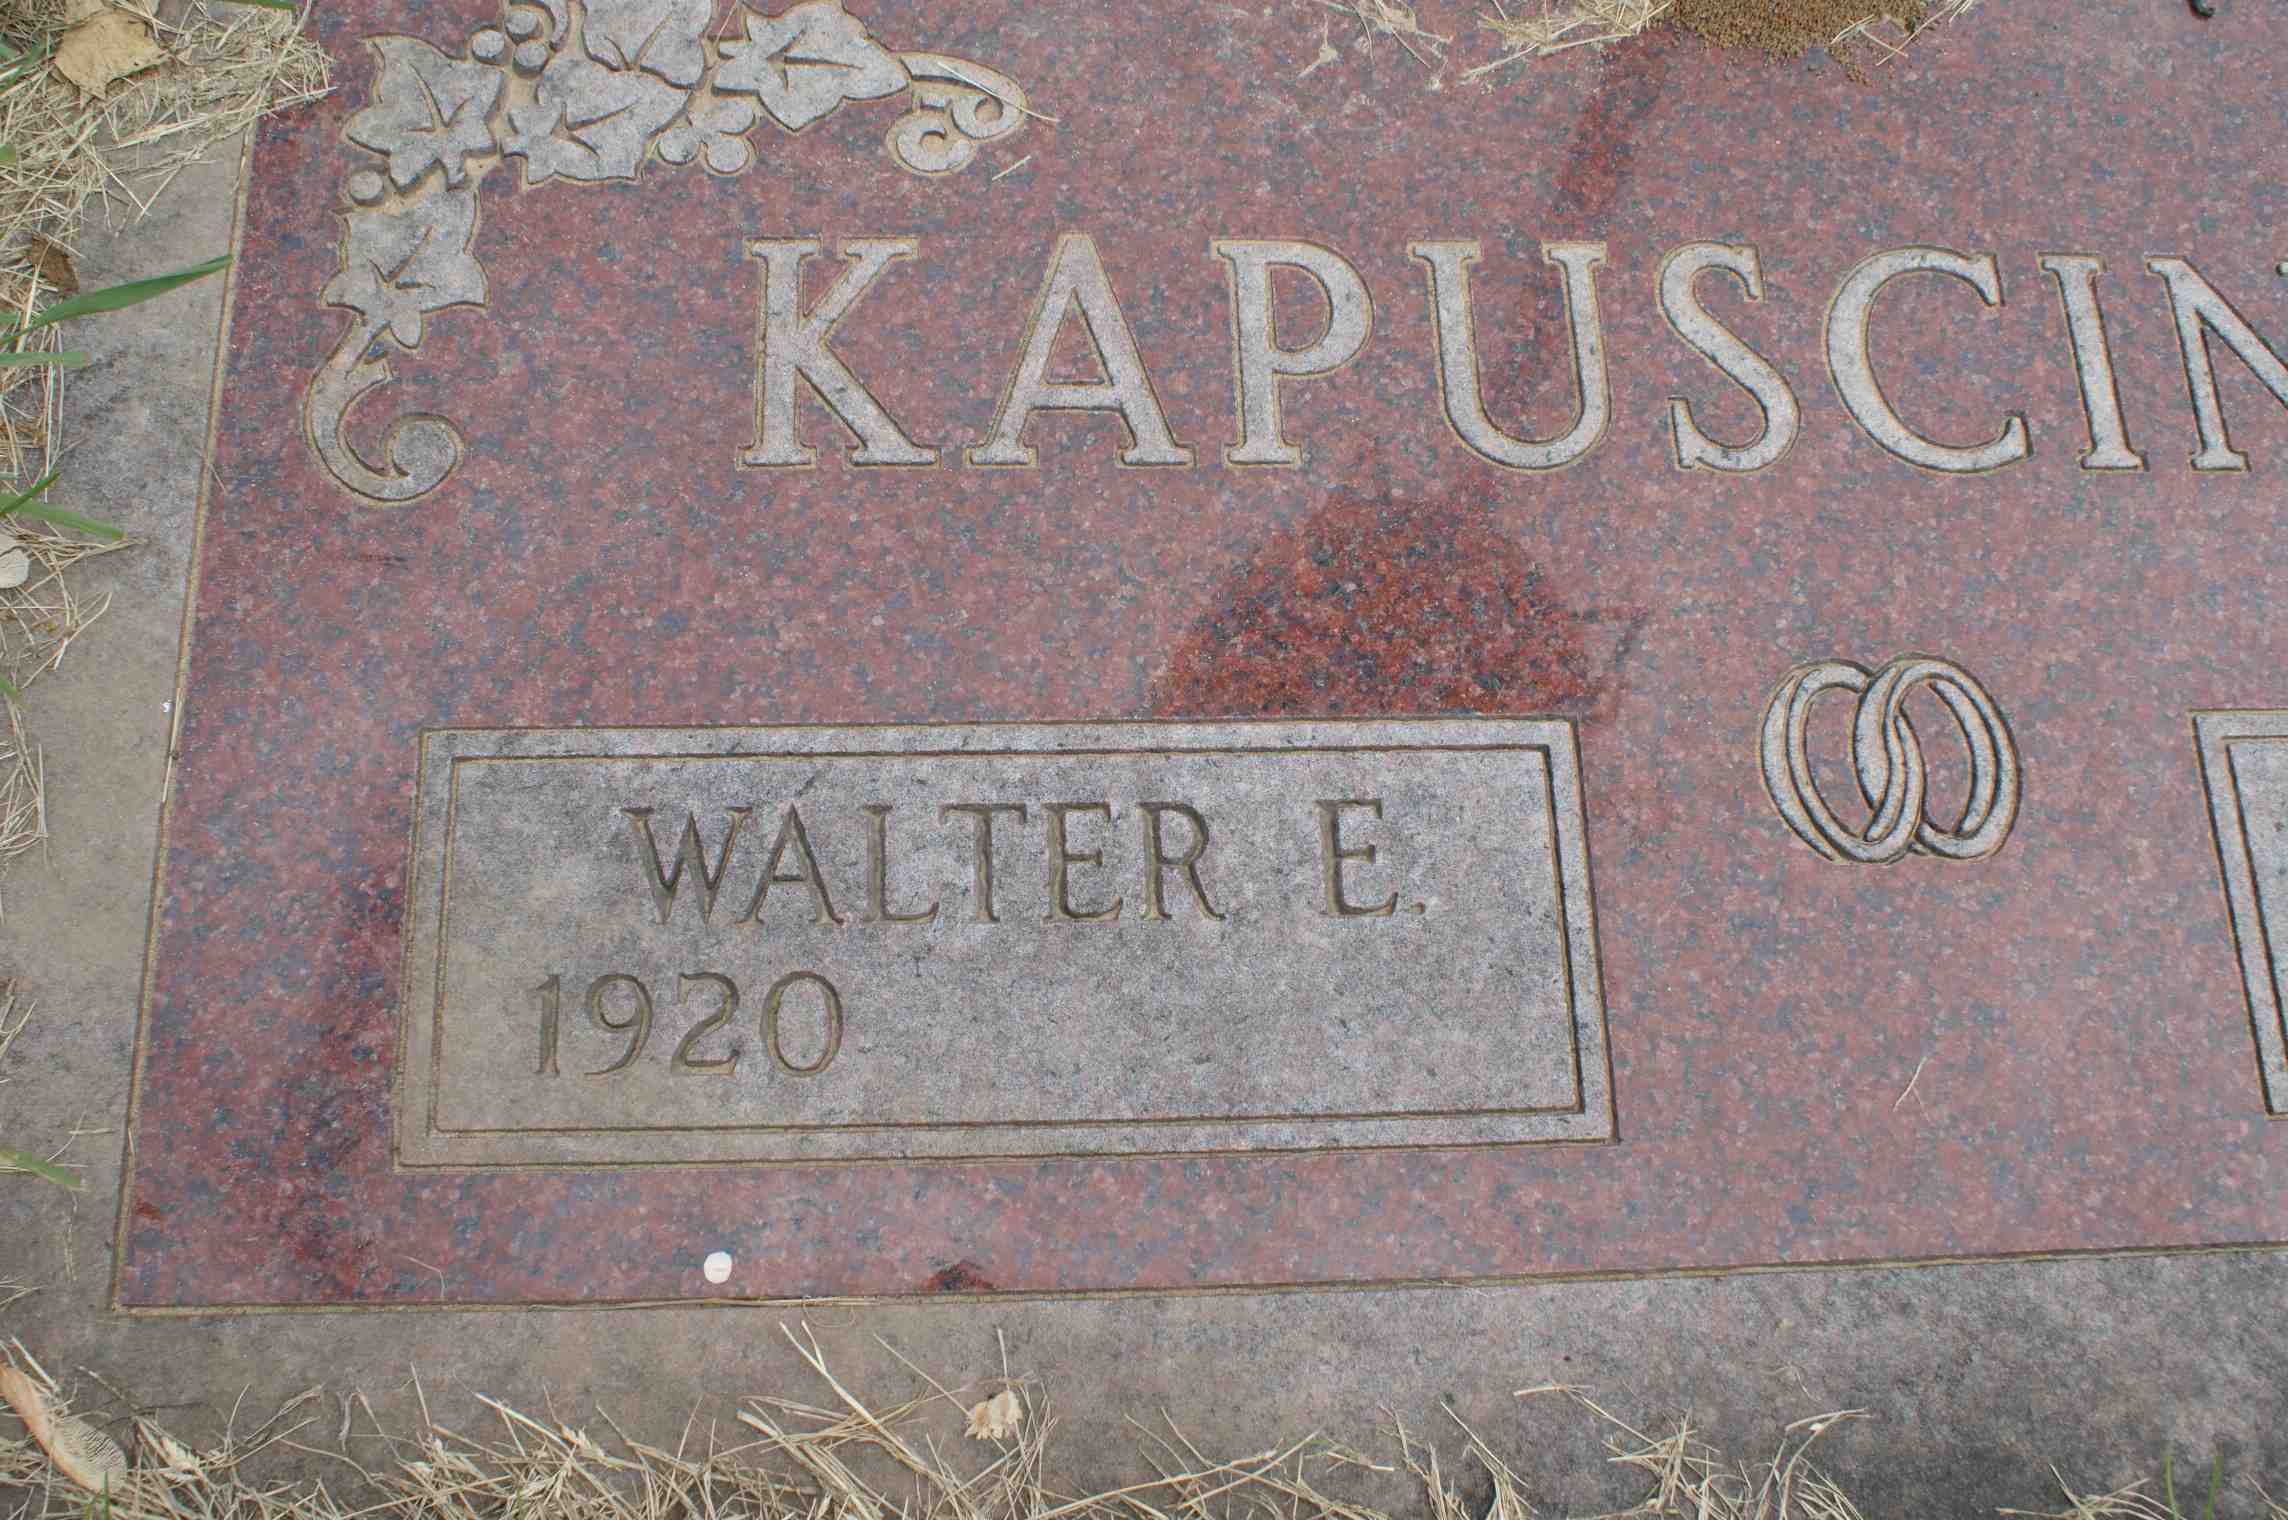 KAPUSCIN
WALTER E.
1920